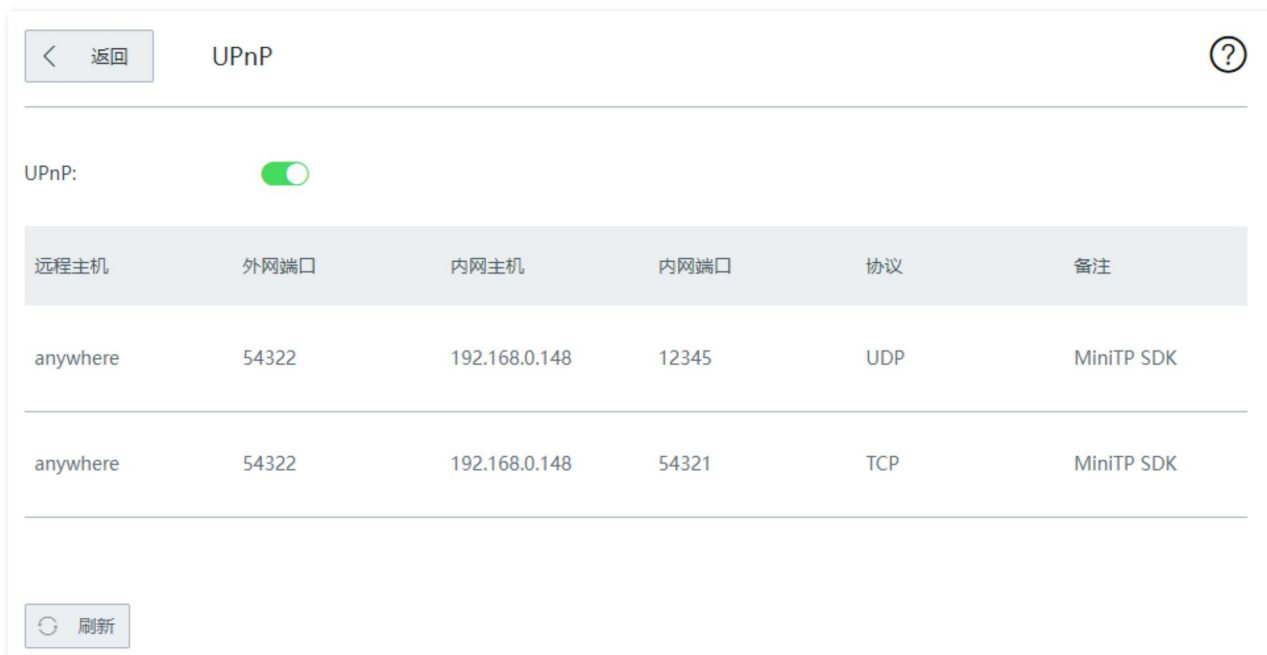 返回 UPnP ?
UPnP:
远程主机 外网端口 内网主机 内网端口 协议 备注
anywhere 54322 192.168.0.148 12345 UDP MiniTP SDK
anywhere 54322 192.168.0.148 54321 TCP MiniTP SDK
刷新